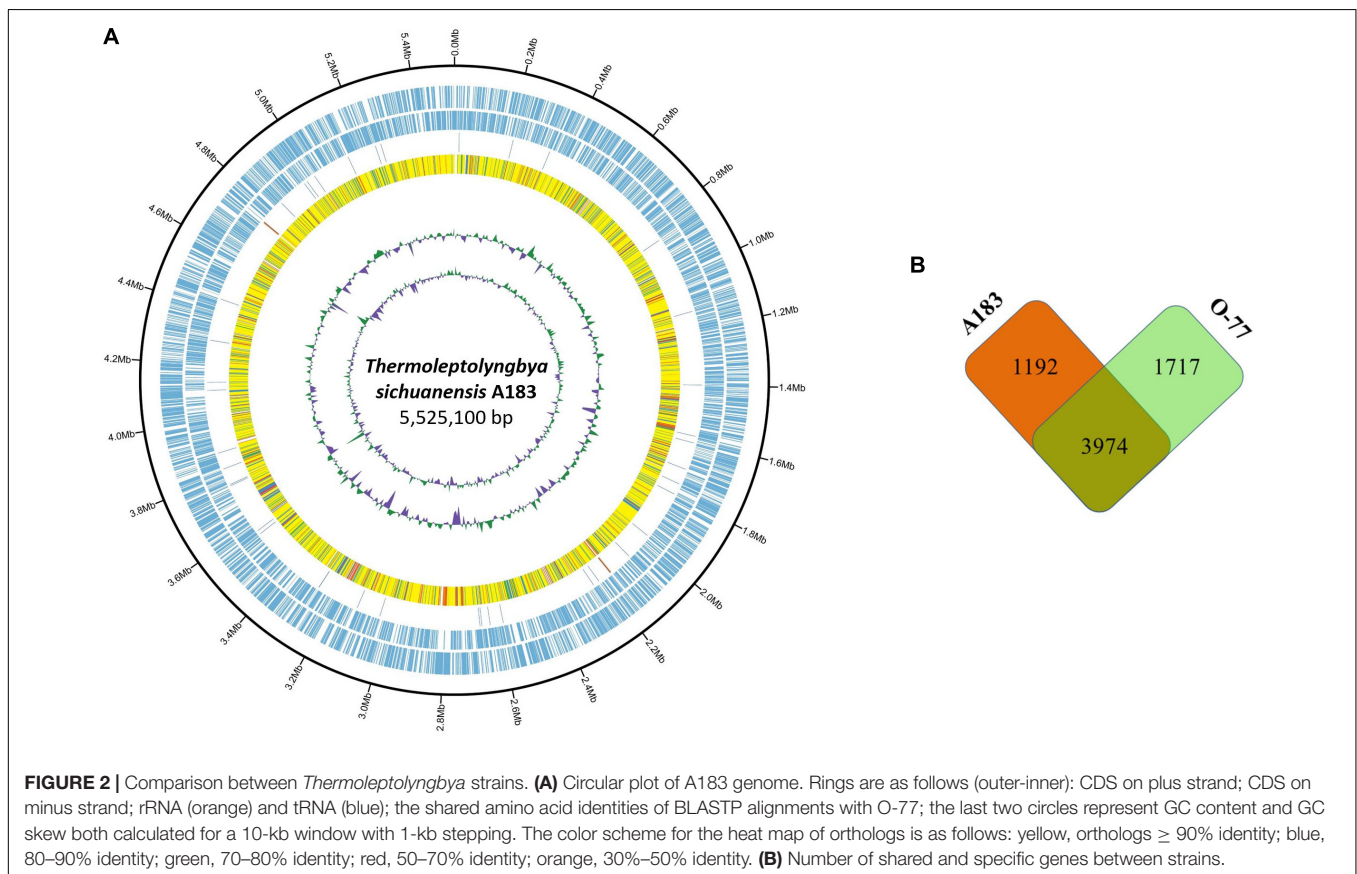 A
0.0Mb
0.2Mb
0.4Mb
0.6Mb
0.8Mb
1.0Mb
1.2Mb
1.4Mb
1.6Mb
1.8Mb
2.0Mb
2.2Mb
2.4Mb
2.6Mb
2.8Mb
3.0Mb
3.2Mb
3.4Mb
3.6Mb
3.8Mb
4.0Mb
4.2Mb
4.4Mb
4.6Mb
4.8Mb
5.0Mb
5.2Mb
5.4Mb
Thermoleptolyngbya
sichuanensis A183
5,525,100 bp
B
A183
O-77
1192
1717
3974
FIGURE 2 | Comparison between Thermoleptolyngbya strains. (A) Circular plot of A183 genome. Rings are as follows (outer-inner): CDS on plus strand; CDS on
minus strand; rRNA (orange) and tRNA (blue); the shared amino acid identities of BLASTP alignments with O-77; the last two circles represent GC content and GC
skew both calculated for a 10-kb window with 1-kb stepping. The color scheme for the heat map of orthologs is as follows: yellow, orthologs ≥ 90% identity; blue,
80–90% identity; green, 70–80% identity; red, 50–70% identity; orange, 30%–50% identity. (B) Number of shared and specific genes between strains.